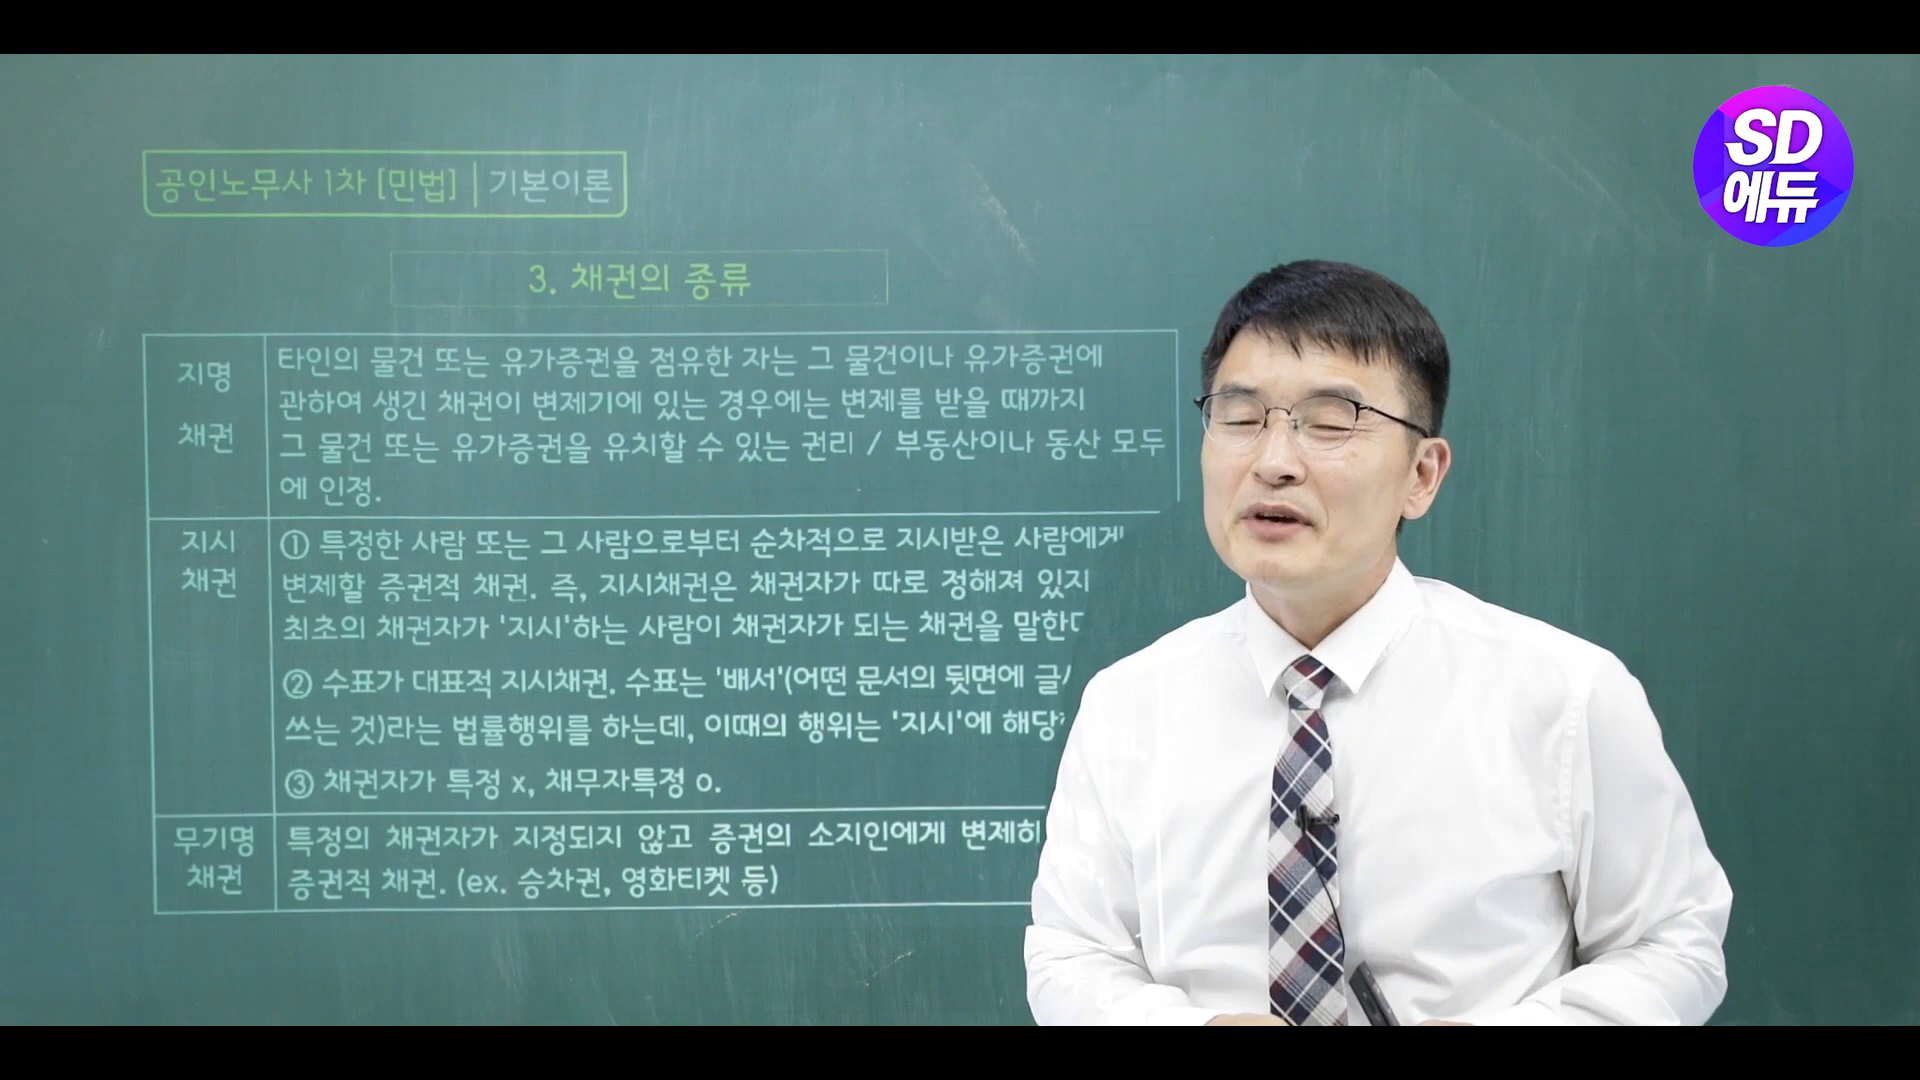 공인노무사 1차 [민법] | 기본이론
SD
에듀
3. 채권의 종류
지명
채권
타인의 물건 또는 유가증권을 점유한 자는 그 물건이나 유가증권에
관하여 생긴 채권이 변제기에 있는 경우에는 변제를 받을 때까지
그 물건 또는 유가증권을 유치할 수 있는 권리 / 부동산이나 동산 모두
에 인정.
지시
채권
① 특정한 사람 또는 그 사람으로부터 순차적으로 지시받은 사람에게
변제할 증권적 채권. 즉, 지시채권은 채권자가 따로 정해져 있지
최초의 채권자가 '지시'하는 사람이 채권자가 되는 채권을
② 수표가 대표적 지시채권. 수표는 '배서'(어떤 문서의 뒷면에
쓰는 것)라는 법률행위를 하는데, 이때의 행위는 '지시'에
③ 채권자가 특정 x, 채무자특정 o.
무기명
채권
특정의 채권자가 지정되지 않고 증권의 소지인에게
증권적 채권. (ex. 승차권, 영화티켓 등)